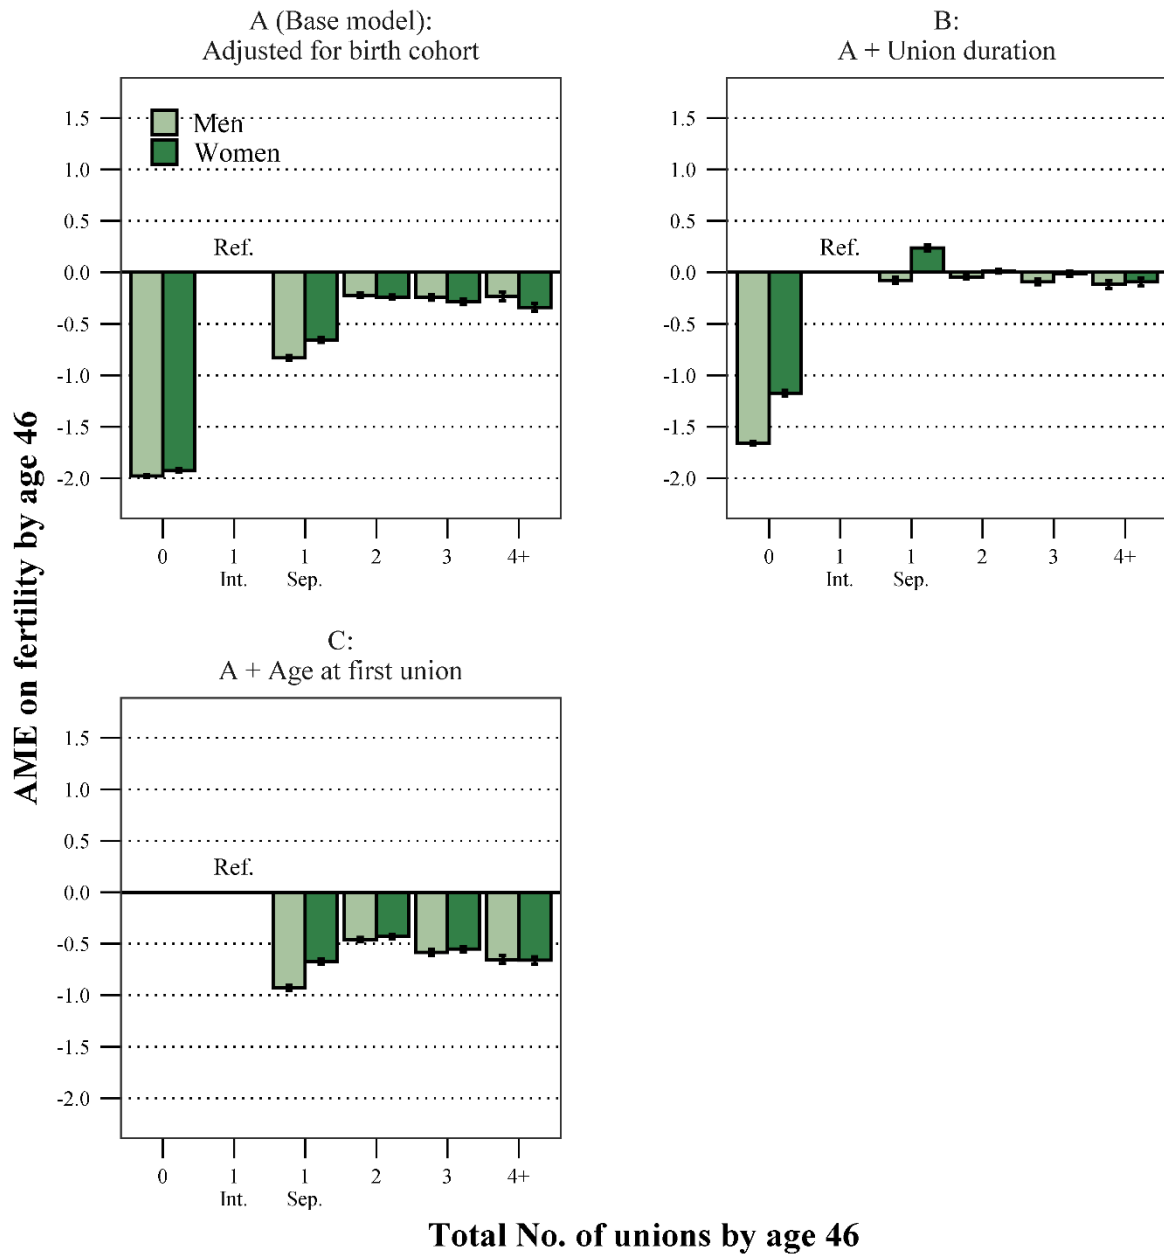 A (Base model):
Adjusted for birth cohort
1.5
1.0
0.5
0.0
-0.5
-1.0
-1.5
-2.0
Men
Women
Ref.
0
1
Int.
1
Sep.
2
3
4+
B:
A + Union duration
1.5
1.0
0.5
0.0
-0.5
-1.0
-1.5
-2.0
Ref.
0
1
Int.
1
Sep.
2
3
4+
C:
A + Age at first union
1.5
1.0
0.5
0.0
-0.5
-1.0
-1.5
-2.0
Ref.
0
1
Int.
1
Sep.
2
3
4+
AME on fertility by age 46
Total No. of unions by age 46